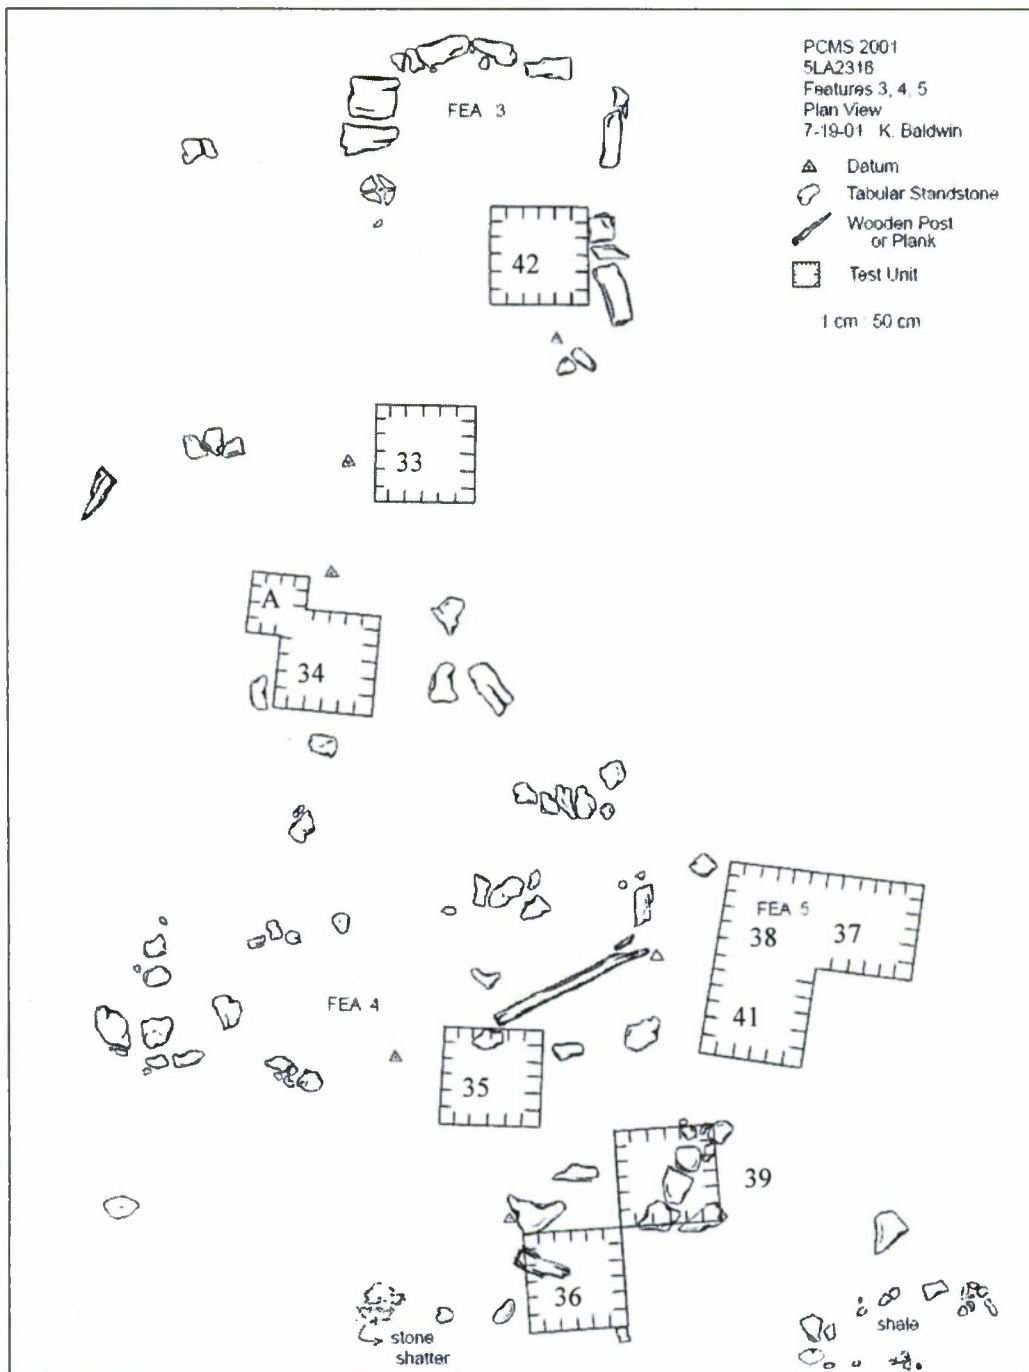 PCMS 2001
5LA2316
Features 3, 4, 5
Plan View
7-19-01 K. Baldwin
Datum
Tabular Standstone
Wooden Post
or Plank
Test Unit
1 cm : 50 cm
FEA 3
42
33
A
34
FEA 5
38
37
41
FEA 4
35
39
36
stone
shatter
shale